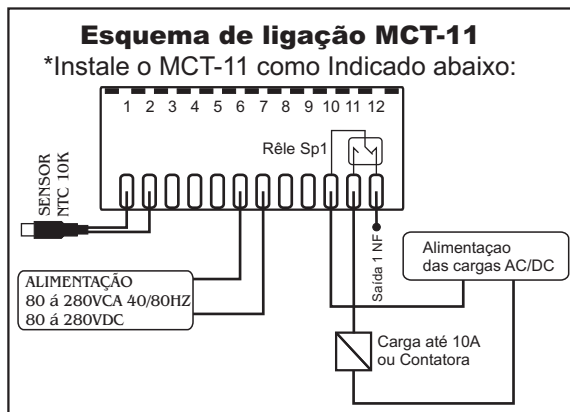 Esquema de ligação MCT-11
*Instale o MCT-11 como Indicado abaixo:
1 2 3 4 5 6 7 8 9 10 11 12
Rêle Sp1
SENSOR
NTC 10K
Saída 1 NF
Alimentaçao
das cargas AC/DC
ALIMENTAÇÃO
80 á 280VCA 40/80HZ
80 á 280VDC
Carga até 10A
ou Contatora